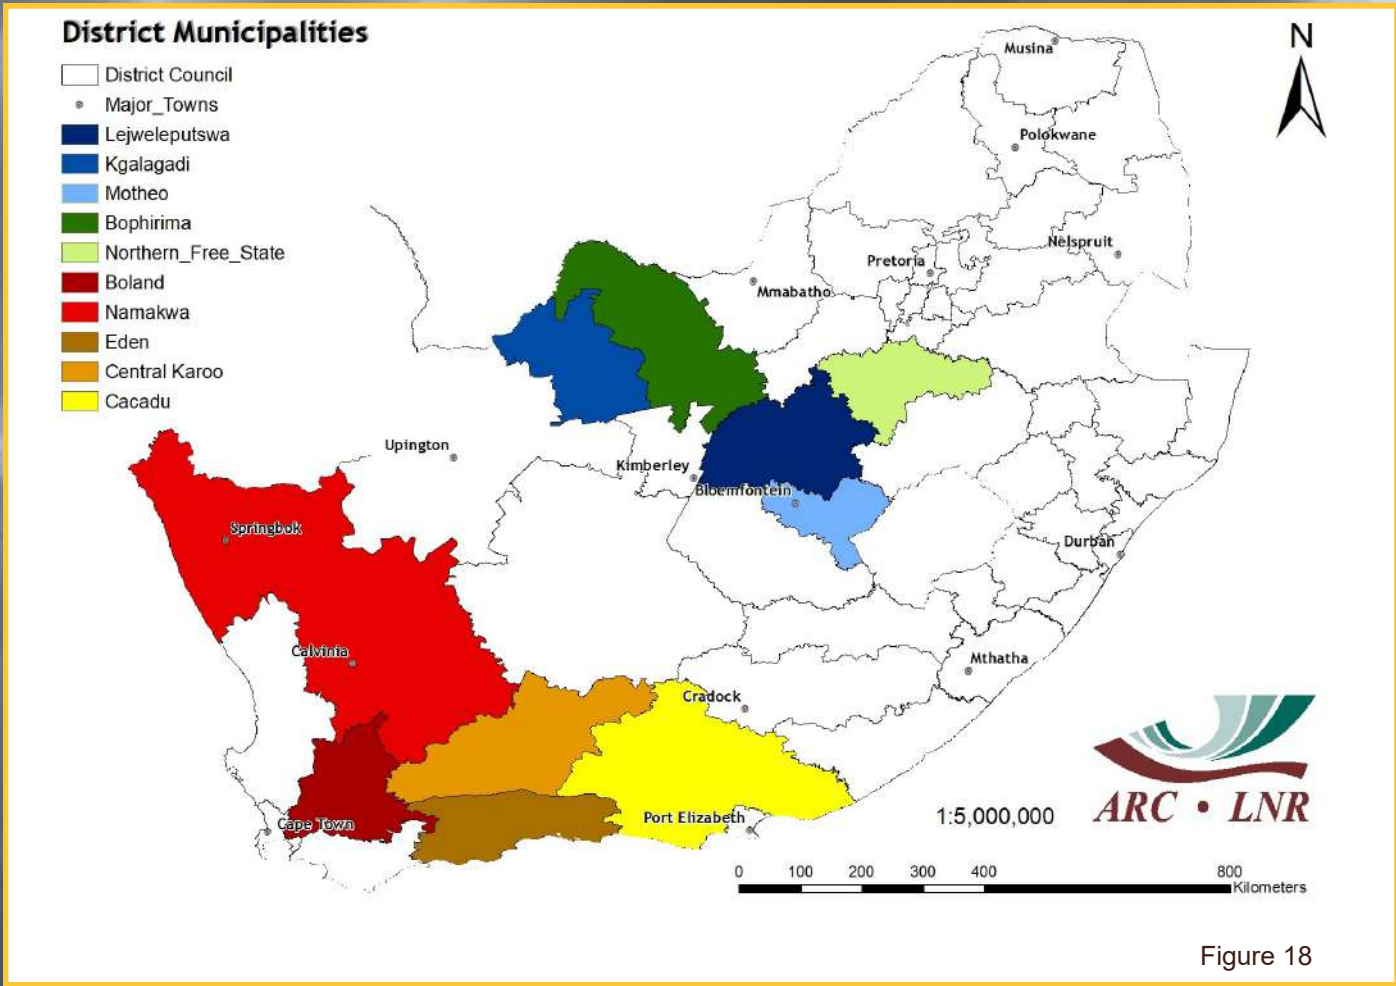 District Municipalities
District Council
Major_Towns
Lejweleputswa
Kgalagadi
Motheo
Bophirima
Northern_Free_State
Boland
Namakwa
Eden
Central Karoo
Cacadu
N
Musina
Polokwane
Nelspruit
Pretoria
Mmabatho
Upington
Kimberley
Bloemfontein
Springbok
Durban
Calvinia
Mthatha
Cradock
Port Elizabeth
Cape Town
1:5,000,000
ARC • LNR
0 100 200 300 400 800
Kilometers
Figure 18